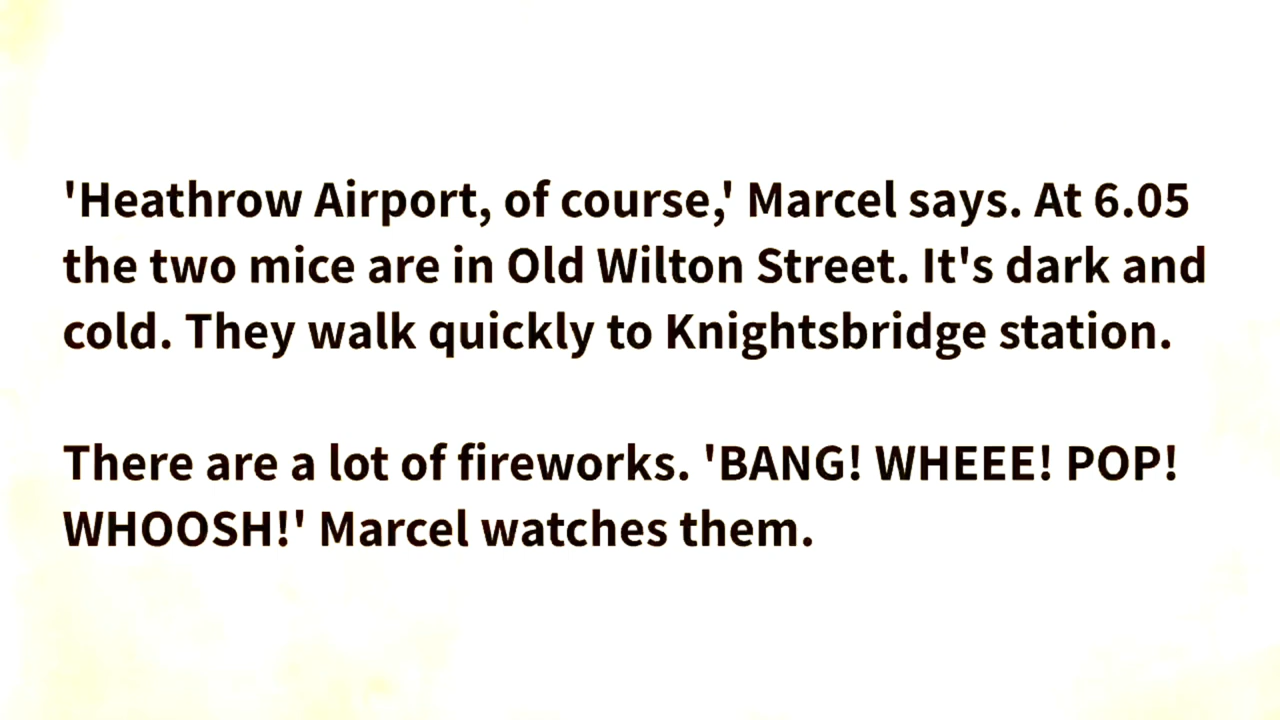 'Heathrow Airport, of course,' Marcel says. At 6.05
the two mice are in Old Wilton Street. It's dark and
cold. They walk quickly to Knightsbridge station.
There are a lot of fireworks. 'BANG! WHEEE! POP!
WHOOSH!' Marcel watches them.